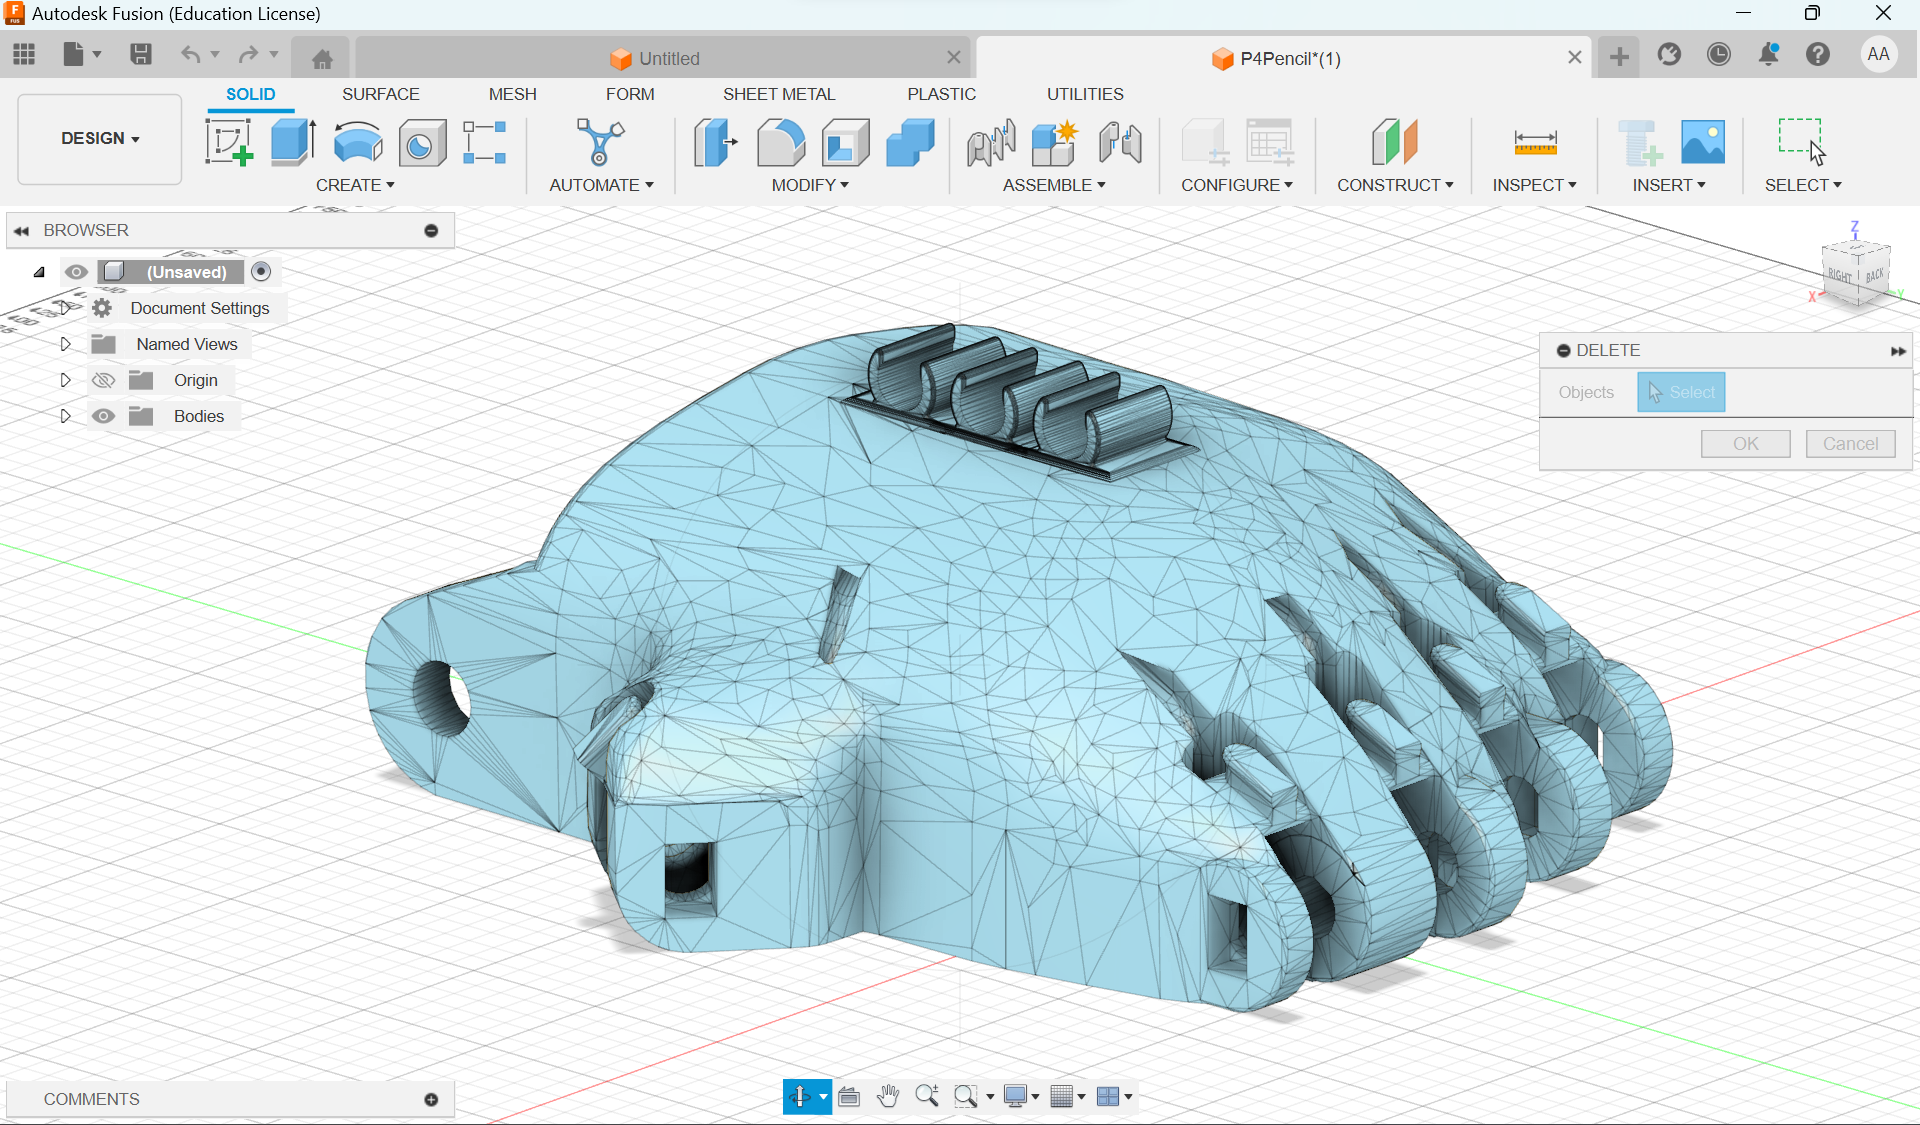 Autodesk Fusion (Education License)
Untitled
P4Pencil*(1)
AA
SOLID SURFACE MESH FORM SHEET METAL PLASTIC UTILITIES
DESIGN
CREATE AUTOMATE MODIFY ASSEMBLE CONFIGURE CONSTRUCT INSPECT INSERT SELECT
BROWSER
(Unsaved)
Document Settings
Named Views
Origin
Bodies
Z
RIGHT BACK
X Y
DELETE
Objects Select
OK Cancel
COMMENTS